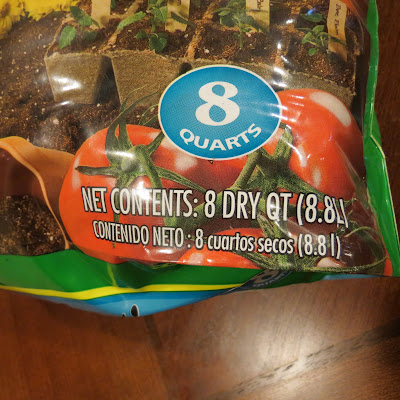 8
QUARTS
NET CONTENTS: 8 DRY QT (8.8L)
CONTENIDO NETO : 8 cuartos secos (8.8 l)